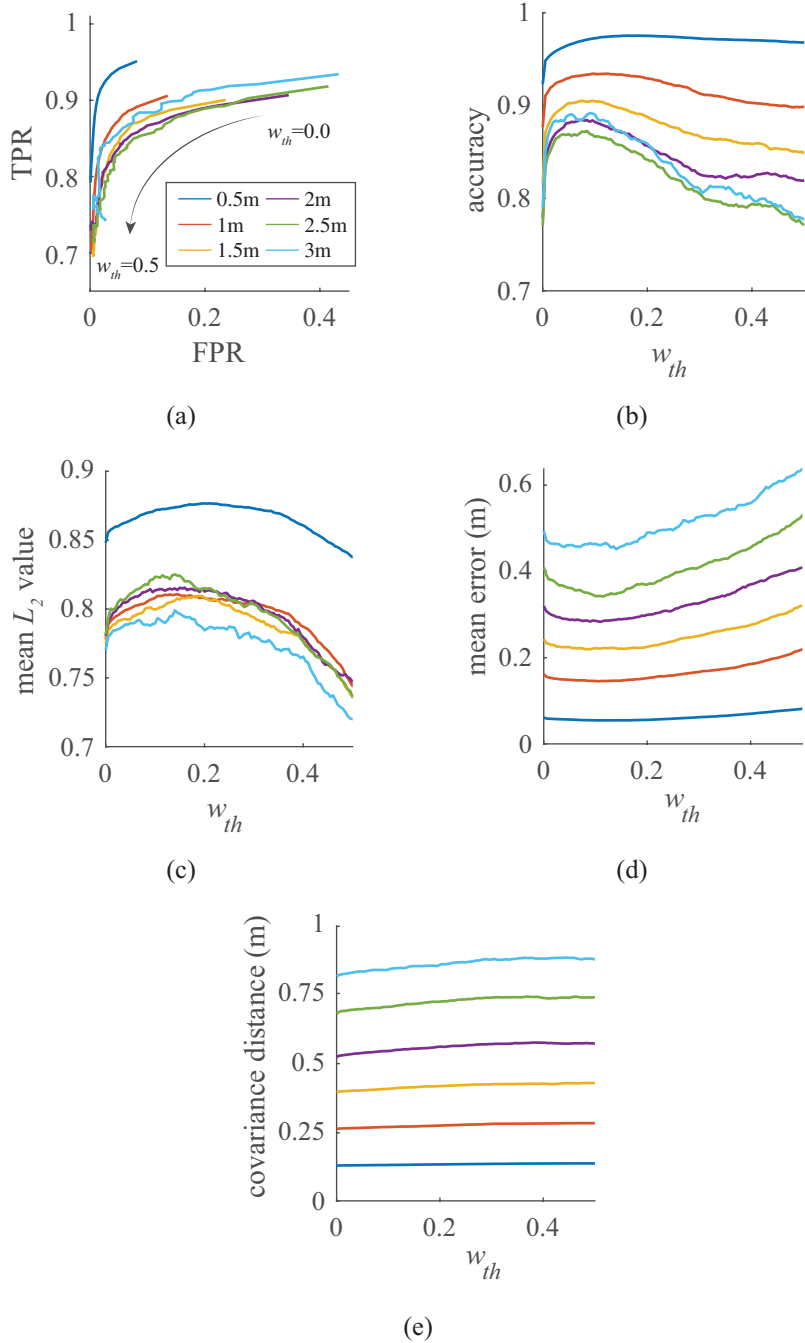 1
0.9
0.8
0.7
TPR
0
0.2
0.4
FPR
w_th=0.0
w_th=0.5
0.5m
1m
1.5m
2m
2.5m
3m
(a)
1
0.9
0.8
0.7
accuracy
0
0.2
0.4
w_th
(b)
0.9
0.85
0.8
0.75
0.7
mean L_2 value
0
0.2
0.4
w_th
(c)
0.6
0.4
0.2
0
mean error (m)
0
0.2
0.4
w_th
(d)
1
0.75
0.5
0.25
0
covariance distance (m)
0
0.2
0.4
w_th
(e)